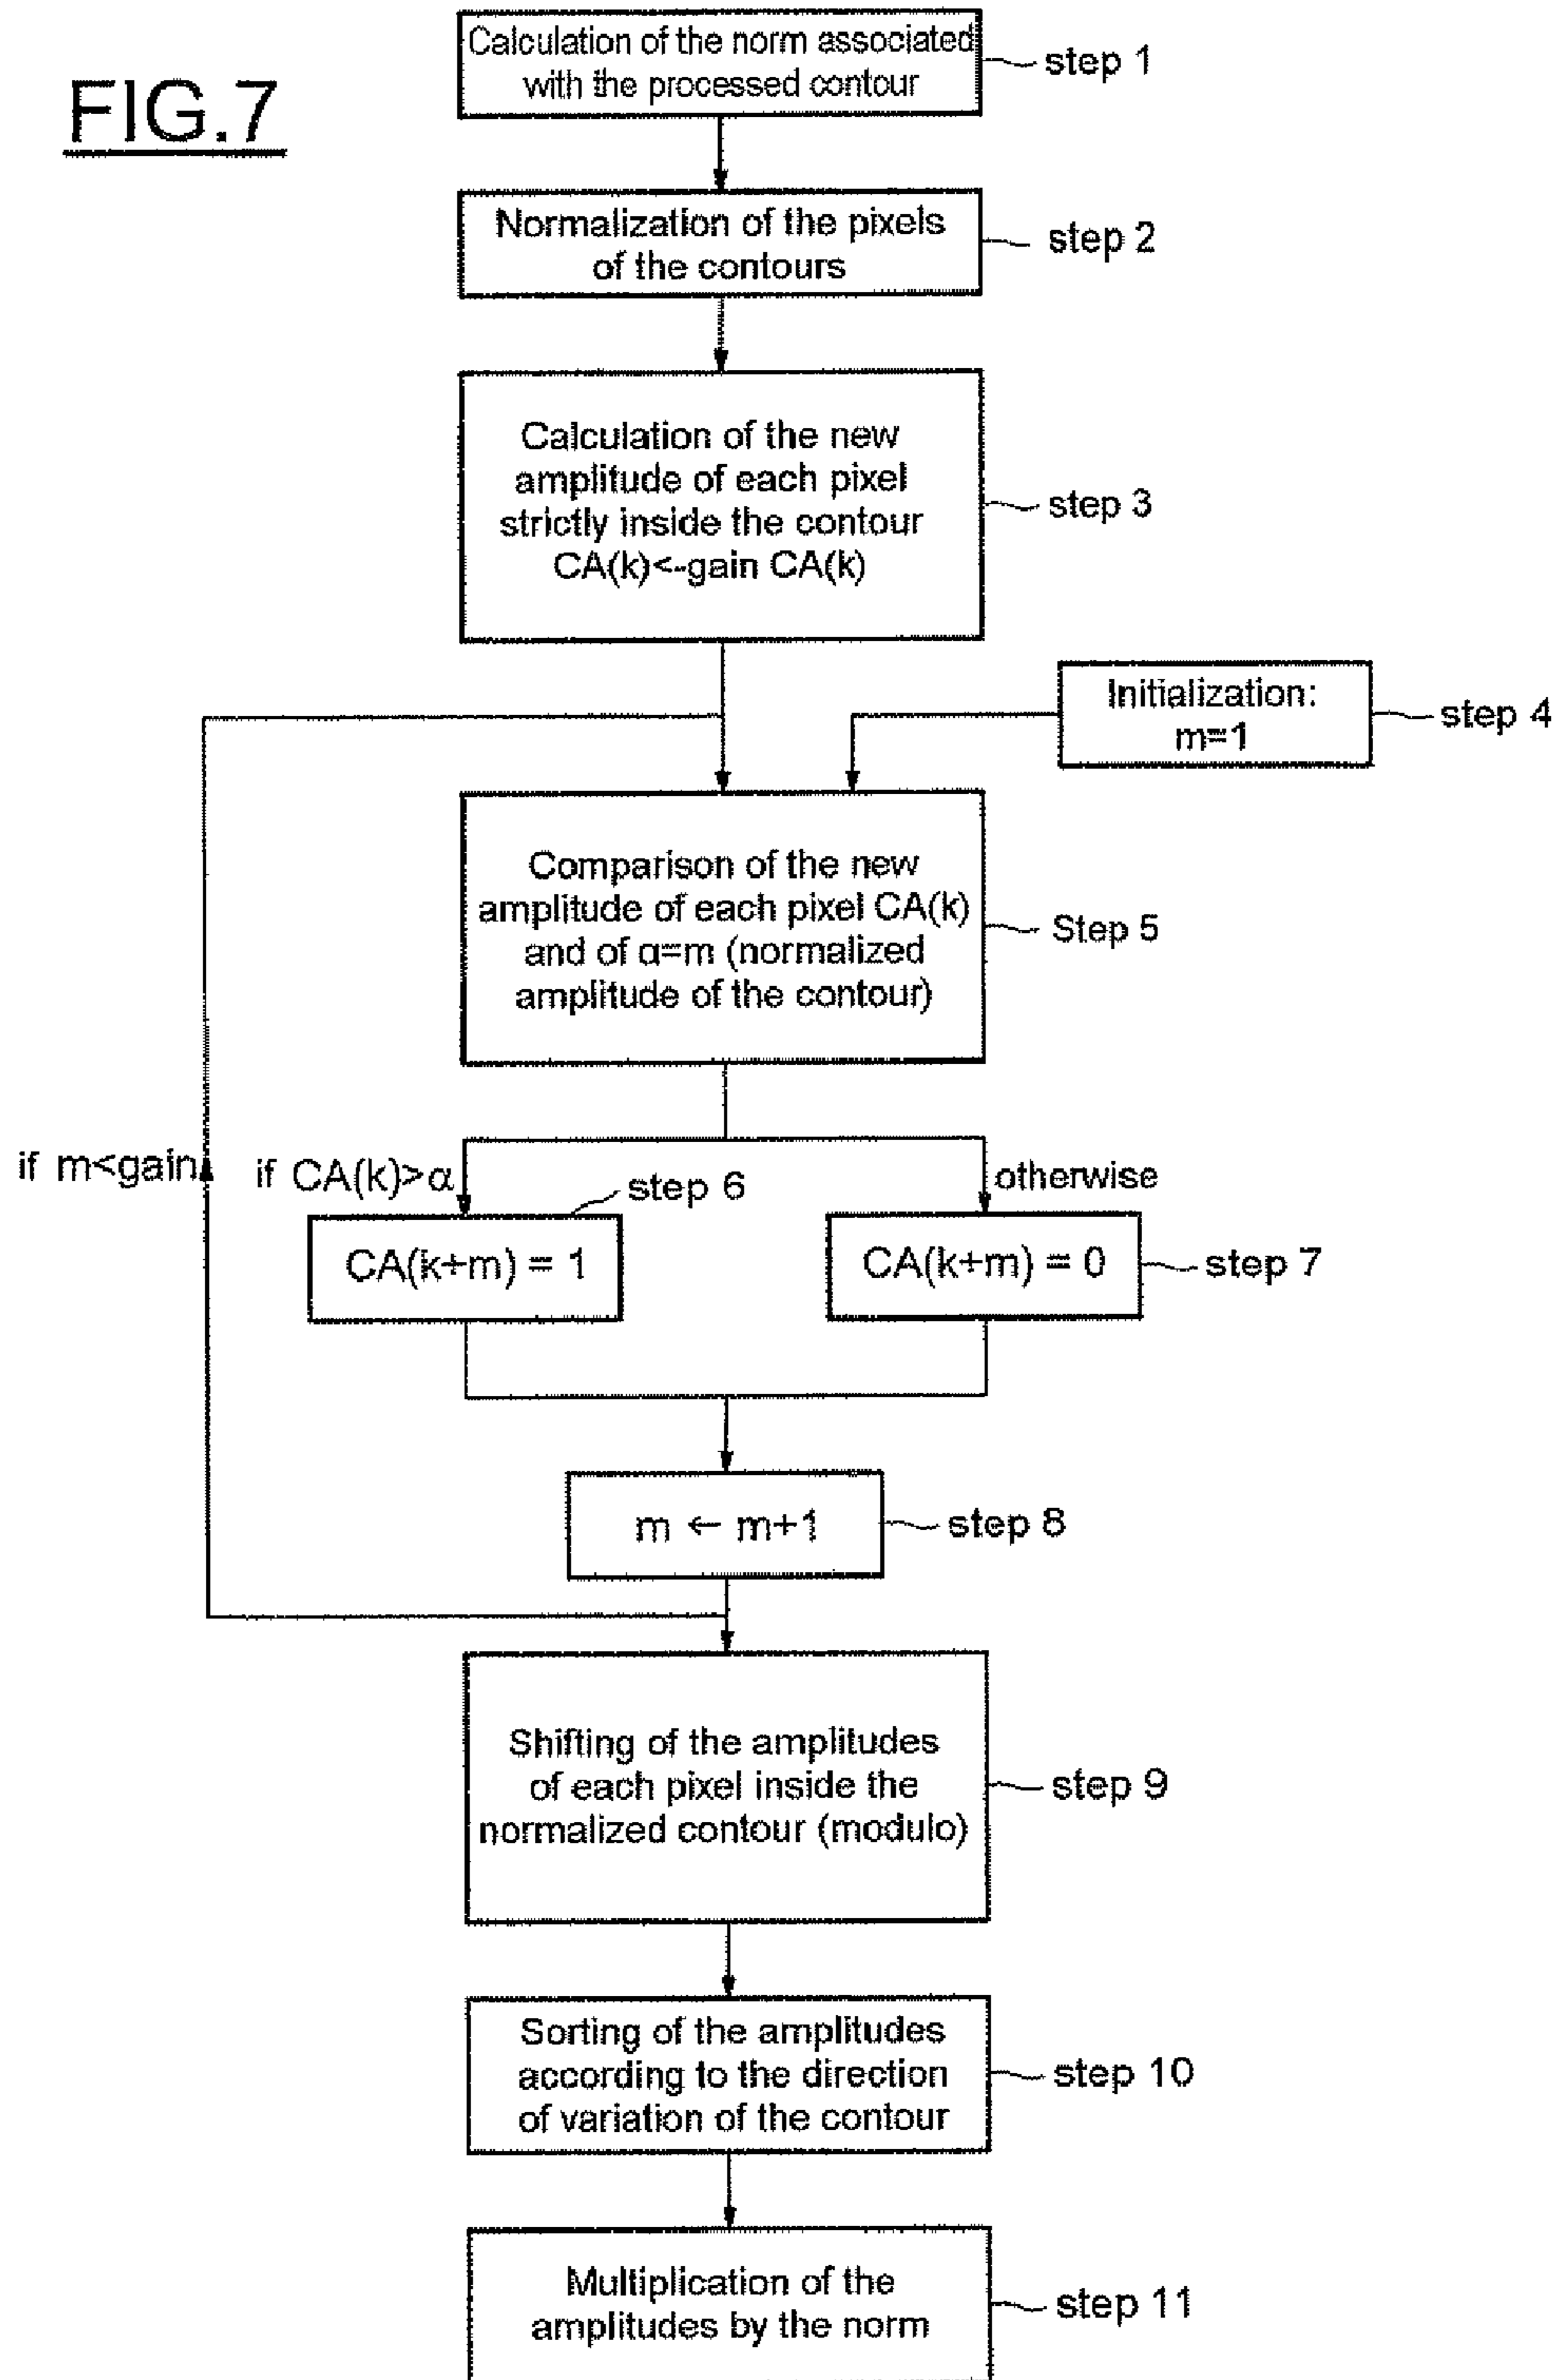 FIG.7
Calculation of the norm associated
with the processed contour
step 1
Normalization of the pixels
of the contours
step 2
Calculation of the new
amplitude of each pixel
strictly inside the contour
CA(k)<-gain CA(k)
step 3
Initialization:
m=1
step 4
Comparison of the new
amplitude of each pixel CA(k)
and of α=m (normalized
amplitude of the contour)
Step 5
if m<gain
if CA(k)>α
step 6
otherwise
CA(k+m) = 1
CA(k+m) = 0
step 7
m ← m+1
step 8
Shifting of the amplitudes
of each pixel inside the
normalized contour (modulo)
step 9
Sorting of the amplitudes
according to the direction
of variation of the contour
step 10
Multiplication of the
amplitudes by the norm
step 11